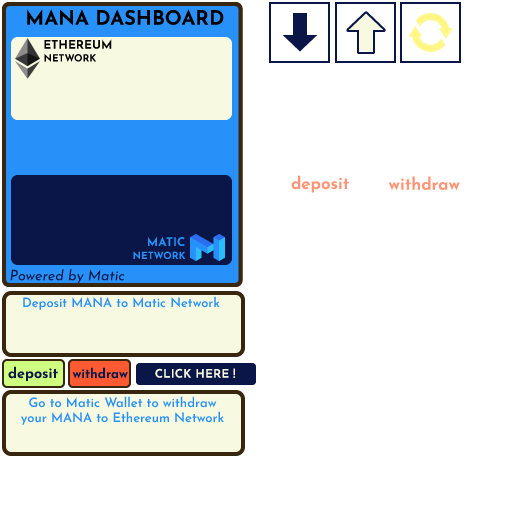 MANA DASHBOARD
ETHEREUM
NETWORK
MATIC
NETWORK
Powered by Matic
Deposit MANA to Matic Network
deposit
withdraw
CLICK HERE !
Go to Matic Wallet to withdraw
your MANA to Ethereum Network
deposit
withdraw